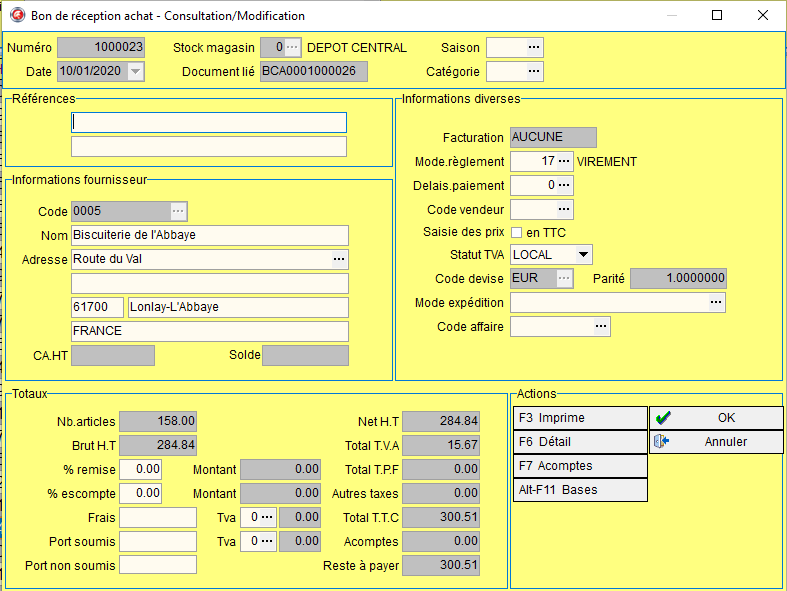 Bon de réception achat - Consultation/Modification
Numéro 1000023 Stock magasin 0 ... DEPOT CENTRAL Saison ...
Date 10/01/2020 Document lié BCA0001000026 Catégorie ...
Références
Informations diverses
Facturation AUCUNE
Mode.règlement 17 ... VIREMENT
Delais.paiement 0 ...
Code vendeur ...
Saisie des prix en TTC
Statut TVA LOCAL
Code devise EUR ... Parité 1.0000000
Mode expédition ...
Code affaire ...
Informations fournisseur
Code 0005 ...
Nom Biscuiterie de l'Abbaye
Adresse Route du Val ...
61700 Lonlay-L'Abbaye
FRANCE
CA.HT Solde
Totaux
Nb.articles 158.00 Net H.T 284.84
Brut H.T 284.84 Total T.V.A 15.67
% remise 0.00 Montant 0.00 Total T.P.F 0.00
% escompte 0.00 Montant 0.00 Autres taxes 0.00
Frais Tva 0 ... 0.00 Total T.T.C 300.51
Port soumis Tva 0 ... 0.00 Acomptes 0.00
Port non soumis Reste à payer 300.51
Actions
F3 Imprime OK
F6 Détail Annuler
F7 Acomptes
Alt-F11 Bases